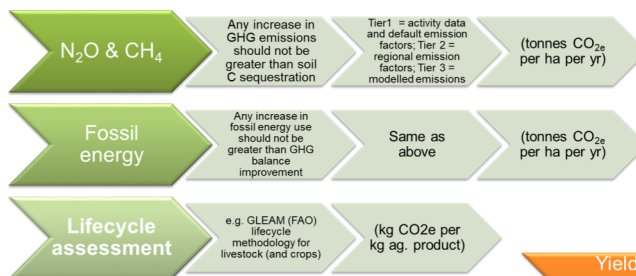 N₂O & CH₄
Any increase in
GHG emissions
should not be
greater than soil
C sequestration
Tier1 = activity data
and default emission
factors; Tier 2 =
regional emission
factors; Tier 3 =
modelled emissions
(tonnes CO₂ₑ
per ha per yr)
Fossil
energy
Any increase in
fossil energy use
should not be
greater than GHG
balance
improvement
Same as
above
(tonnes CO₂ₑ
per ha per yr)
Lifecycle
assessment
e.g. GLEAM (FAO)
lifecycle
methodology for
livestock (and crops)
(kg CO2e per
kg ag. product)
Yield